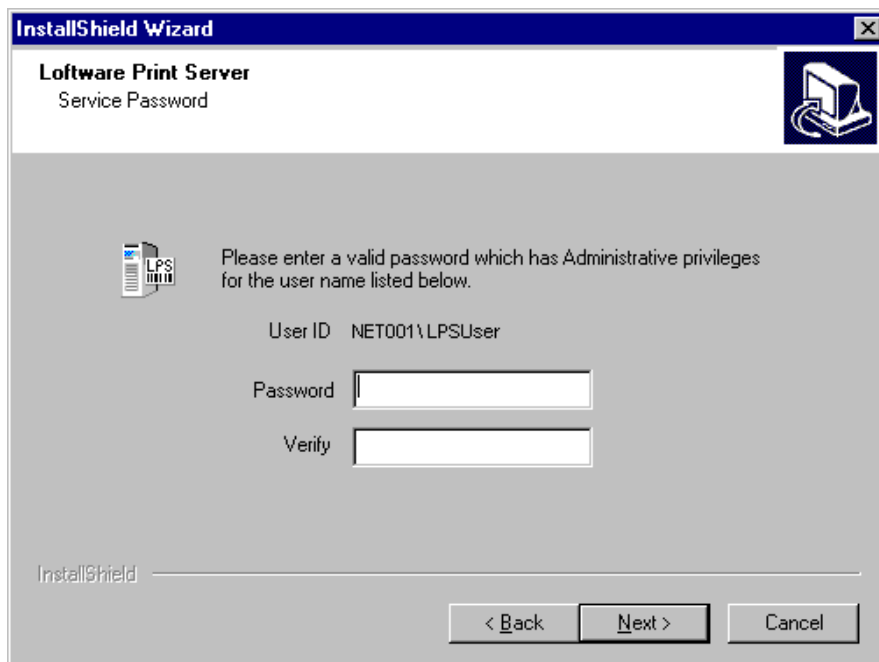 InstallShield Wizard
Loftware Print Server
Service Password
LPS
Please enter a valid password which has Administrative privileges
for the user name listed below.
User ID NET001\LPSUser
Password
Verify
InstallShield
< Back Next > Cancel